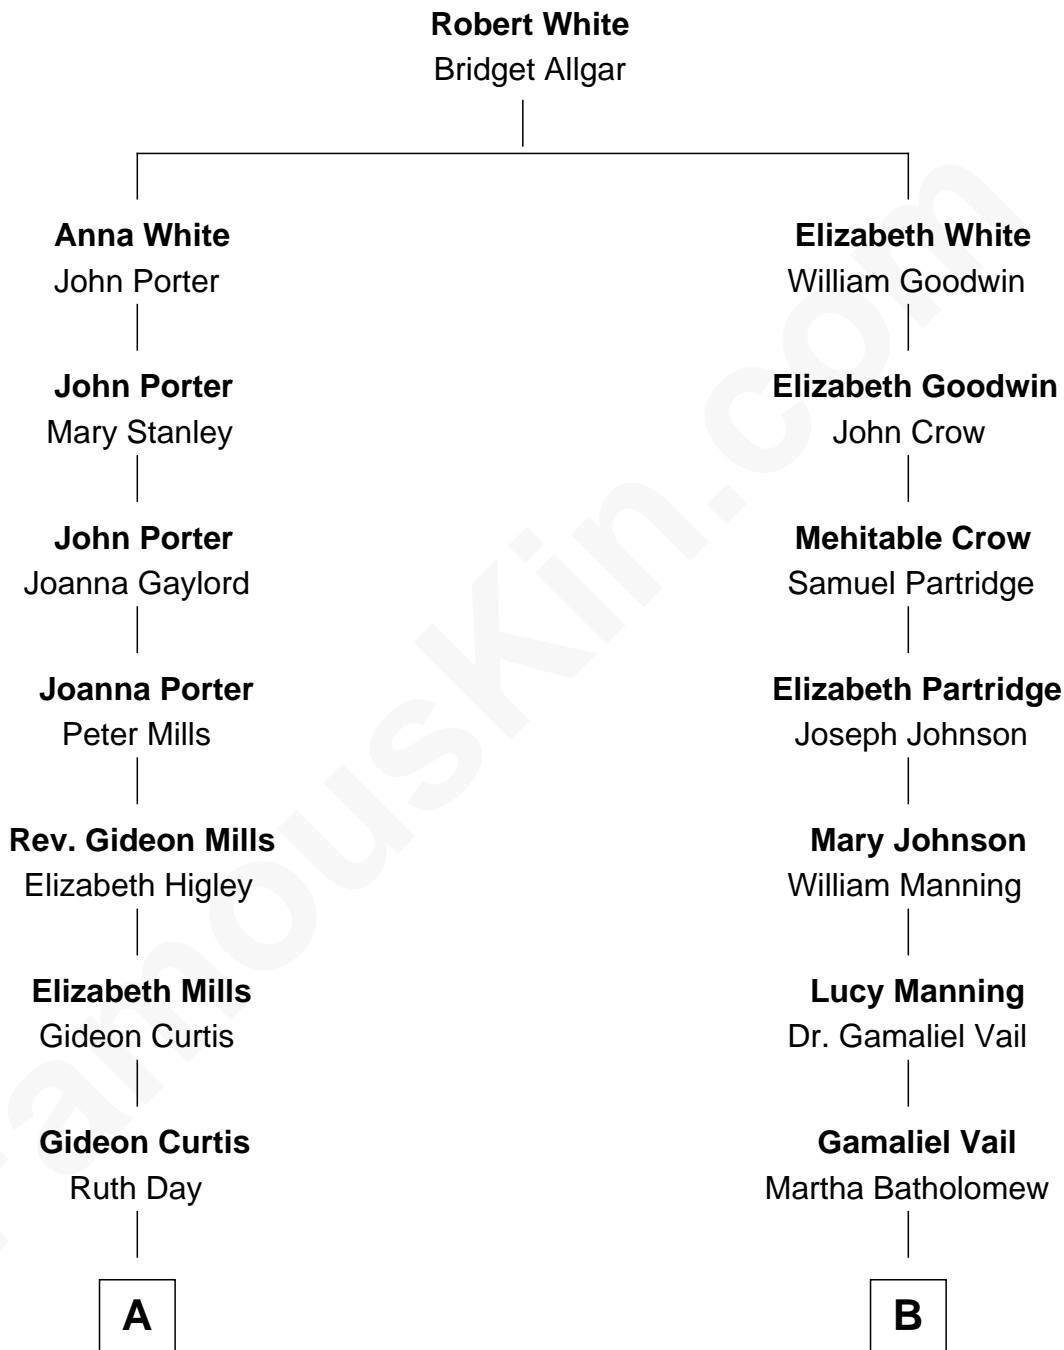 Robert White
Bridget Allgar
Anna White
John Porter
Elizabeth White
William Goodwin
John Porter
Mary Stanley
Elizabeth Goodwin
John Crow
John Porter
Joanna Gaylord
Mehitable Crow
Samuel Partridge
Joanna Porter
Peter Mills
Elizabeth Partridge
Joseph Johnson
Rev. Gideon Mills
Elizabeth Higley
Mary Johnson
William Manning
Elizabeth Mills
Gideon Curtis
Lucy Manning
Dr. Gamaliel Vail
Gideon Curtis
Ruth Day
Gamaliel Vail
Martha Batholomew
A
B
FamousKin.com